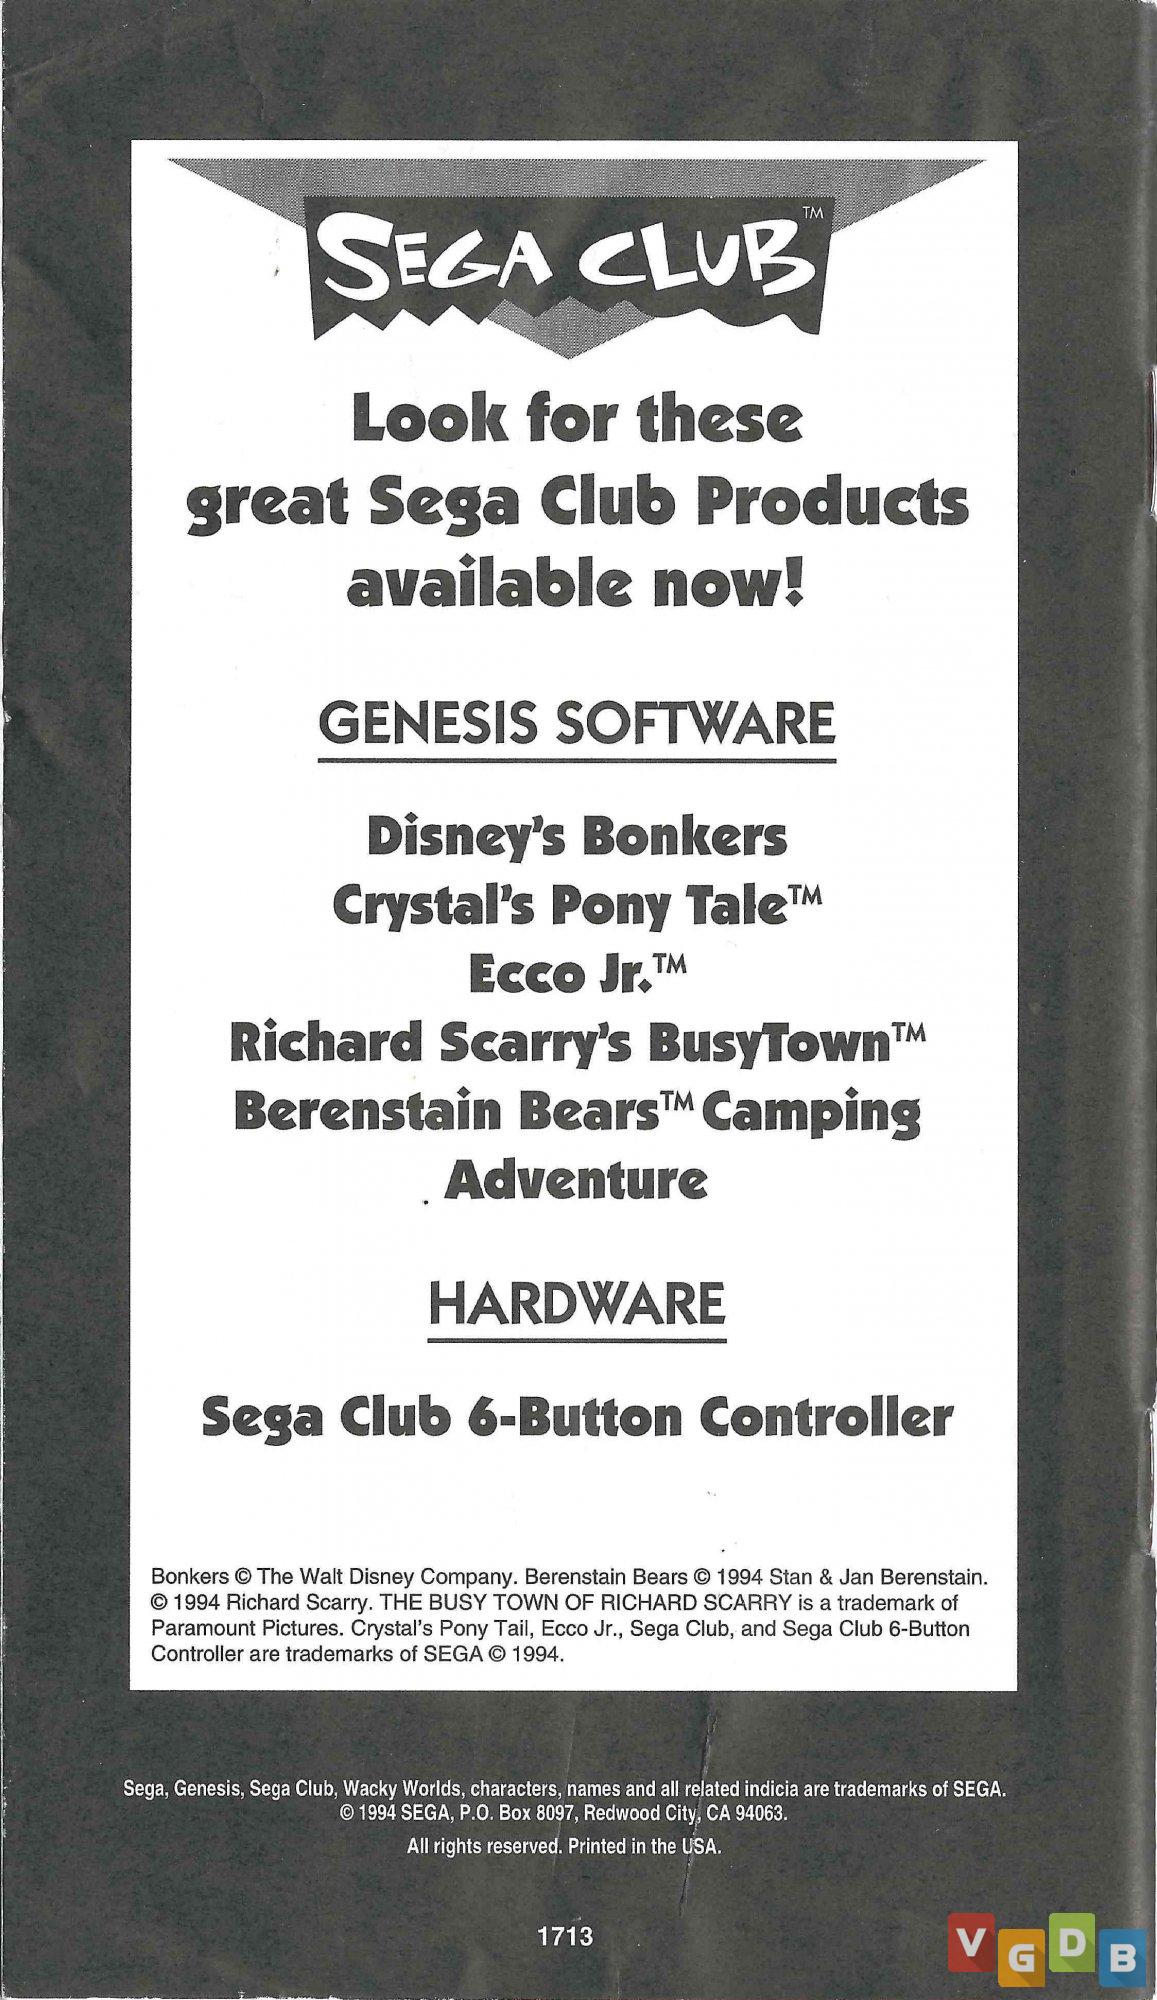 SEGA CLUB™
Look for these
great Sega Club Products
available now!
GENESIS SOFTWARE
Disney's Bonkers
Crystal's Pony Tale™
Ecco Jr.™
Richard Scarry's BusyTown™
Berenstain Bears™ Camping
Adventure
HARDWARE
Sega Club 6-Button Controller
Bonkers © The Walt Disney Company. Berenstain Bears © 1994 Stan & Jan Berenstain.
© 1994 Richard Scarry. THE BUSY TOWN OF RICHARD SCARRY is a trademark of
Paramount Pictures. Crystal's Pony Tail, Ecco Jr., Sega Club, and Sega Club 6-Button
Controller are trademarks of SEGA © 1994.
Sega, Genesis, Sega Club, Wacky Worlds, characters, names and all related indicia are trademarks of SEGA.
© 1994 SEGA, P.O. Box 8097, Redwood City, CA 94063.
All rights reserved. Printed in the USA.
1713
VGDB